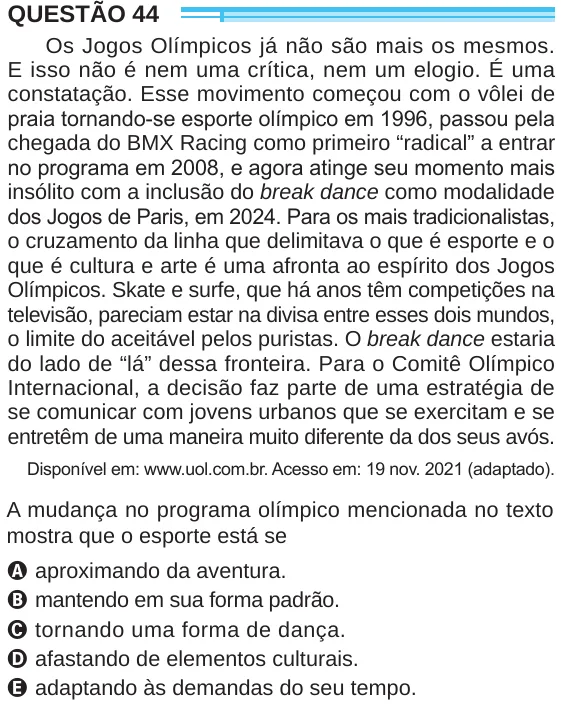 QUESTÃO 44
Os Jogos Olímpicos já não são mais os mesmos.
E isso não é nem uma crítica, nem um elogio. É uma
constatação. Esse movimento começou com o vôlei de
praia tornando-se esporte olímpico em 1996, passou pela
chegada do BMX Racing como primeiro “radical” a entrar
no programa em 2008, e agora atinge seu momento mais
insólito com a inclusão do break dance como modalidade
dos Jogos de Paris, em 2024. Para os mais tradicionalistas,
o cruzamento da linha que delimitava o que é esporte e o
que é cultura e arte é uma afronta ao espírito dos Jogos
Olímpicos. Skate e surfe, que há anos têm competições na
televisão, pareciam estar na divisa entre esses dois mundos,
o limite do aceitável pelos puristas. O break dance estaria
do lado de “lá” dessa fronteira. Para o Comitê Olímpico
Internacional, a decisão faz parte de uma estratégia de
se comunicar com jovens urbanos que se exercitam e se
entretêm de uma maneira muito diferente da dos seus avós.
Disponível em: www.uol.com.br. Acesso em: 19 nov. 2021 (adaptado).
A mudança no programa olímpico mencionada no texto
mostra que o esporte está se
A aproximando da aventura.
B mantendo em sua forma padrão.
C tornando uma forma de dança.
D afastando de elementos culturais.
E adaptando às demandas do seu tempo.